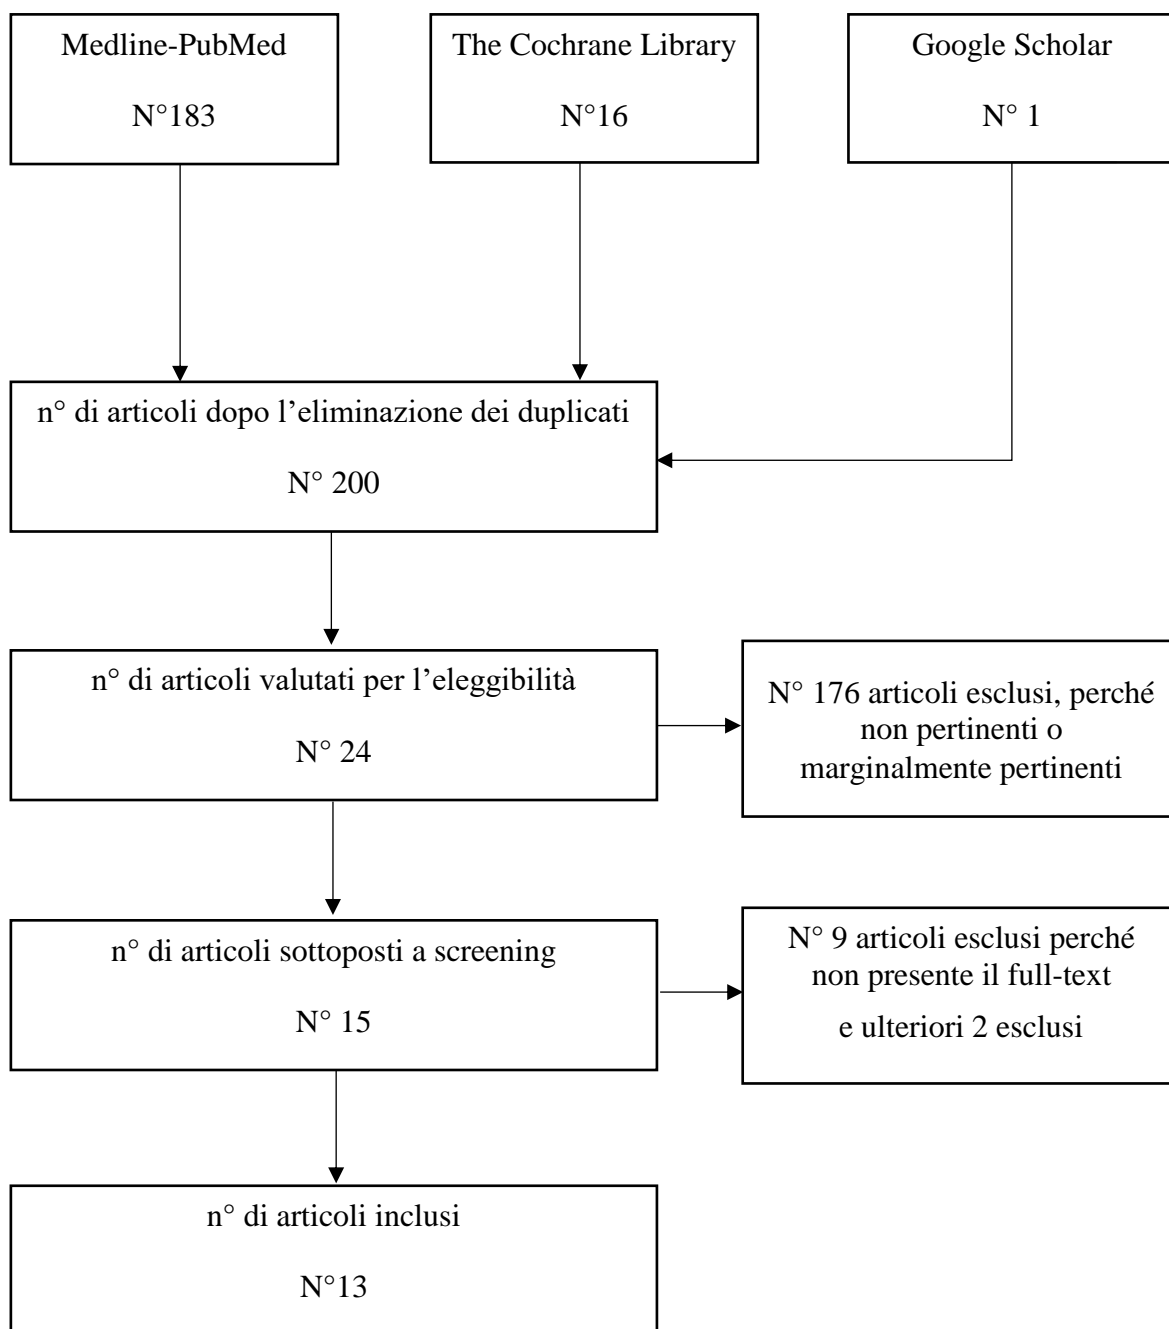 Medline-PubMed
N°183
The Cochrane Library
N°16
Google Scholar
N° 1
n° di articoli dopo l’eliminazione dei duplicati
N° 200
n° di articoli valutati per l’eleggibilità
N° 24
N° 176 articoli esclusi, perché
non pertinenti o
marginalmente pertinenti
n° di articoli sottoposti a screening
N° 15
N° 9 articoli esclusi perché
non presente il full-text
e ulteriori 2 esclusi
n° di articoli inclusi
N°13